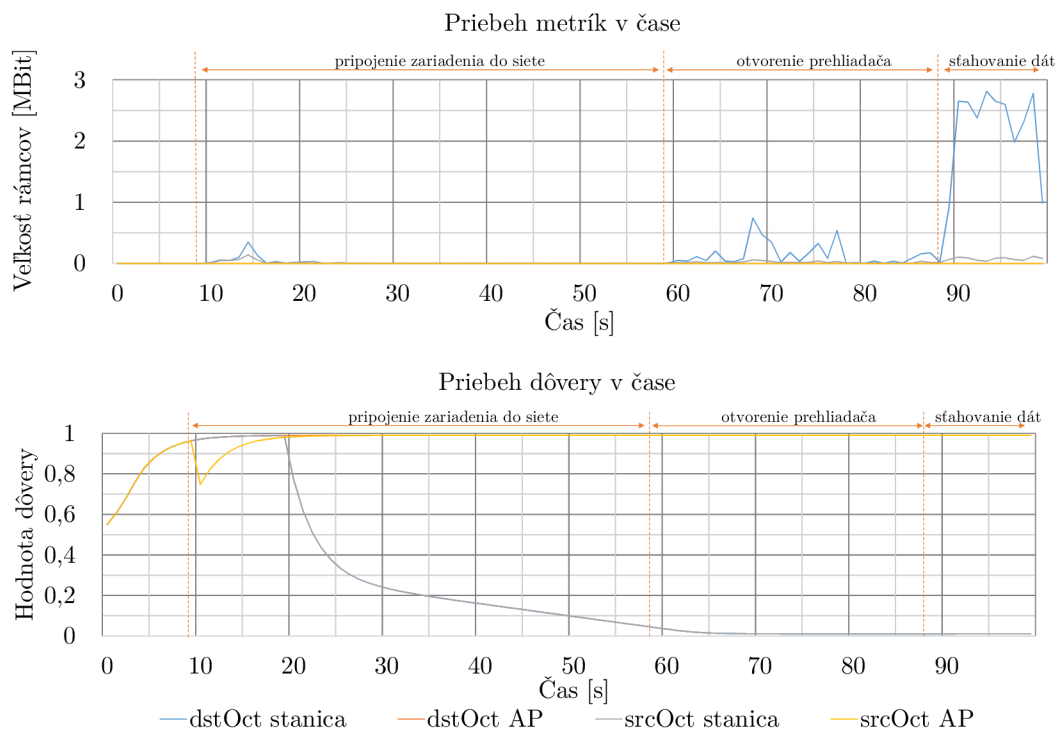 Priebeh metrík v čase
pripojenie zariadenia do siete
otvorenie prehliadača
sťahovanie dát
Veľkosť rámcov [MBit]
3
2
1
0
0 10 20 30 40 50 60 70 80 90
Čas [s]
Priebeh dôvery v čase
pripojenie zariadenia do siete
otvorenie prehliadača
sťahovanie dát
Hodnota dôvery
1
0,8
0,6
0,4
0,2
0
0 10 20 30 40 50 60 70 80 90
Čas [s]
dstOct stanica dstOct AP srcOct stanica srcOct AP